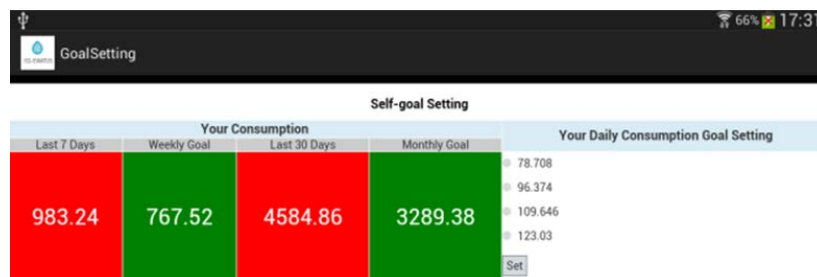 66% 17:31
GoalSetting
Self-goal Setting
Your Consumption
Your Daily Consumption Goal Setting
Last 7 Days Weekly Goal Last 30 Days Monthly Goal
983.24 767.52 4584.86 3289.38
78.708
96.374
109.646
123.03
Set